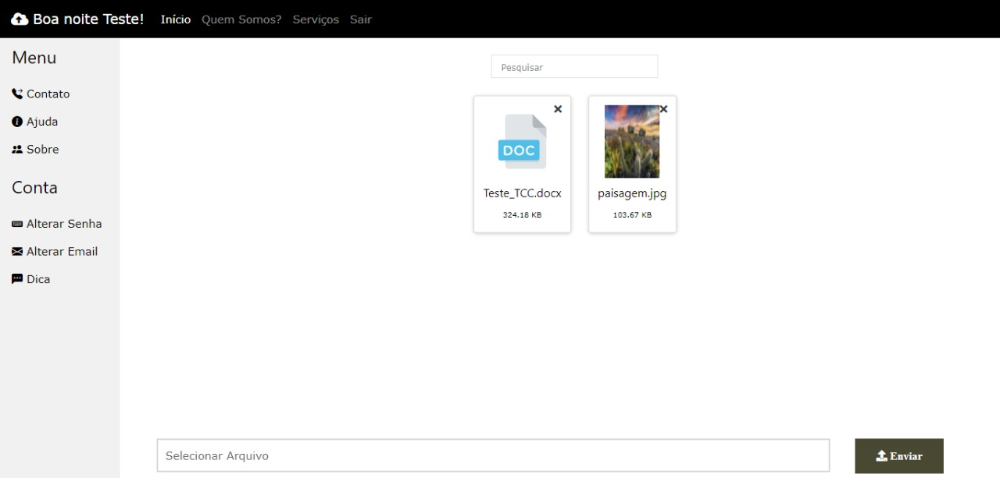 Boa noite Teste! Início Quem Somos? Serviços Sair
Menu
Contato
Ajuda
Sobre
Conta
Alterar Senha
Alterar Email
Dica
Pesquisar
DOC
Teste_TCC.docx
324.18 KB
paisagem.jpg
103.67 KB
Selecionar Arquivo
Enviar